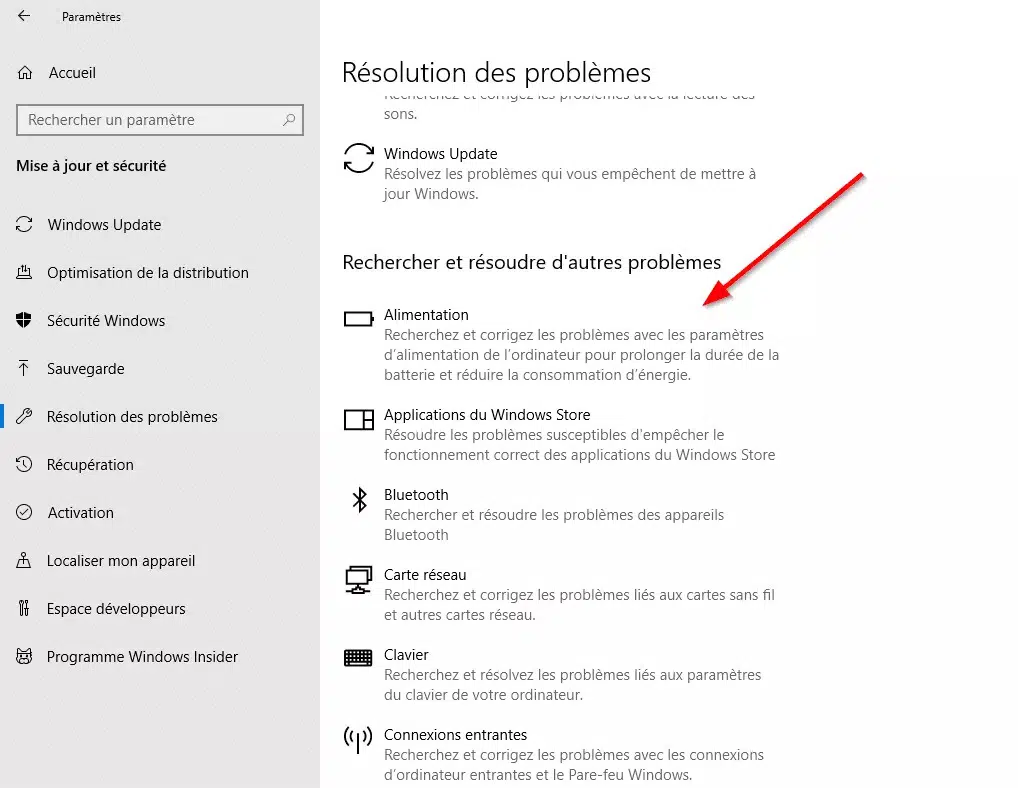 Paramètres
Accueil
Rechercher un paramètre
Mise à jour et sécurité
Windows Update
Optimisation de la distribution
Sécurité Windows
Sauvegarde
Résolution des problèmes
Récupération
Activation
Localiser mon appareil
Espace développeurs
Programme Windows Insider
Résolution des problèmes
Recherchez et corrigez les problèmes avec la lecture des
sons.
Windows Update
Résolvez les problèmes qui vous empêchent de mettre à
jour Windows.
Rechercher et résoudre d'autres problèmes
Alimentation
Recherchez et corrigez les problèmes avec les paramètres
d’alimentation de l’ordinateur pour prolonger la durée de la
batterie et réduire la consommation d’énergie.
Applications du Windows Store
Résoudre les problèmes susceptibles d'empêcher le
fonctionnement correct des applications du Windows Store
Bluetooth
Rechercher et résoudre les problèmes des appareils
Bluetooth
Carte réseau
Recherchez et corrigez les problèmes liés aux cartes sans fil
et autres cartes réseau.
Clavier
Recherchez et résolvez les problèmes liés aux paramètres
du clavier de votre ordinateur.
Connexions entrantes
Recherchez et corrigez les problèmes avec les connexions
d’ordinateur entrantes et le Pare-feu Windows.